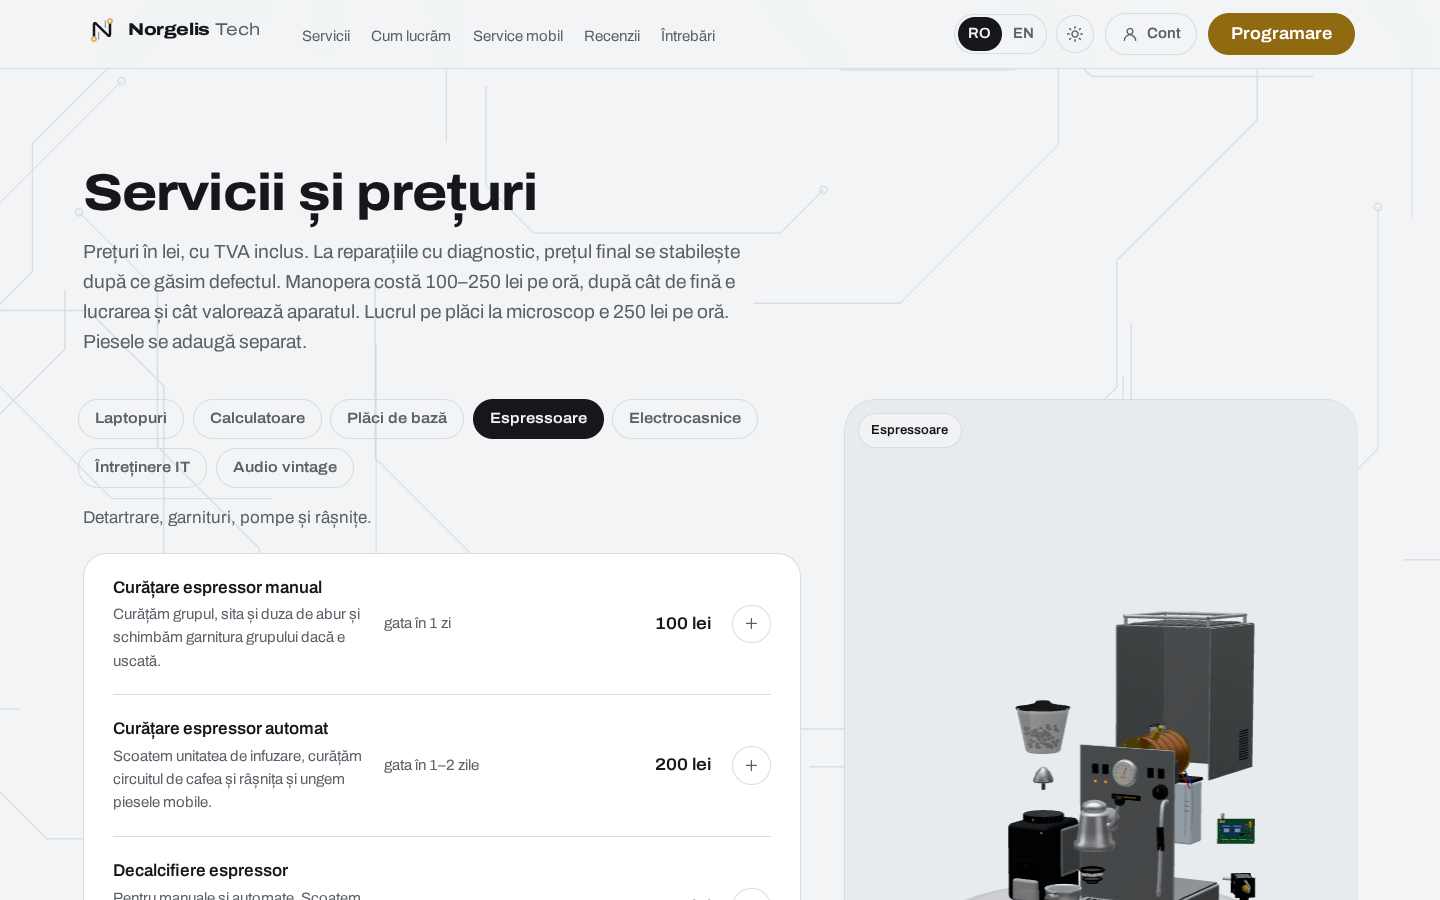 Norgelis Tech
Servicii
Cum lucrăm
Service mobil
Recenzii
Întrebări
RO
EN
Cont
Programare
Servicii și prețuri
Prețuri în lei, cu TVA inclus. La reparațiile cu diagnostic, prețul final se stabilește
după ce găsim defectul. Manopera costă 100–250 lei pe oră, după cât de fină e
lucrarea și cât valorează aparatul. Lucrul pe plăci la microscop e 250 lei pe oră.
Piesele se adaugă separat.
Laptopuri
Calculatoare
Plăci de bază
Espressoare
Electrocasnice
Întreținere IT
Audio vintage
Detartrare, garnituri, pompe și râșnițe.
Curățare espressor manual
Curățăm grupul, sita și duza de abur și
schimbăm garnitura grupului dacă e
uscată.
gata în 1 zi
100 lei
Curățare espressor automat
Scoatem unitatea de infuzare, curățăm
circuitul de cafea și râșnița și ungem
piesele mobile.
gata în 1–2 zile
200 lei
Decalcifiere espressor
Pentru manuale și automate. Scoatem
Espressoare